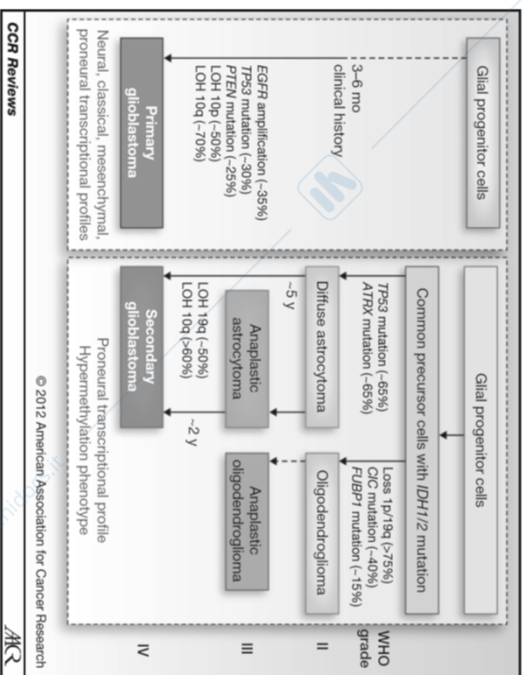 Glial progenitor cells
3–6 mo
clinical history
EGFR amplification (~35%)
TP53 mutation (~30%)
PTEN mutation (~25%)
LOH 10p (~50%)
LOH 10q (~70%)
Primary
glioblastoma
Neural, classical, mesenchymal,
proneural transcriptional profiles
Glial progenitor cells
Common precursor cells with IDH1/2 mutation
TP53 mutation (~65%)
ATRX mutation (~65%)
Loss 1p/19q (>75%)
CIC mutation (~40%)
FUBP1 mutation (~15%)
WHO
grade
Diffuse astrocytoma
Oligodendroglioma
II
~5 y
Anaplastic
astrocytoma
Anaplastic
oligodendroglioma
III
LOH 19q (~50%)
LOH 10q (>60%)
~2 y
Secondary
glioblastoma
IV
Proneural transcriptional profile
Hypermethylation phenotype
© 2012 American Association for Cancer Research
CCR Reviews
AACR